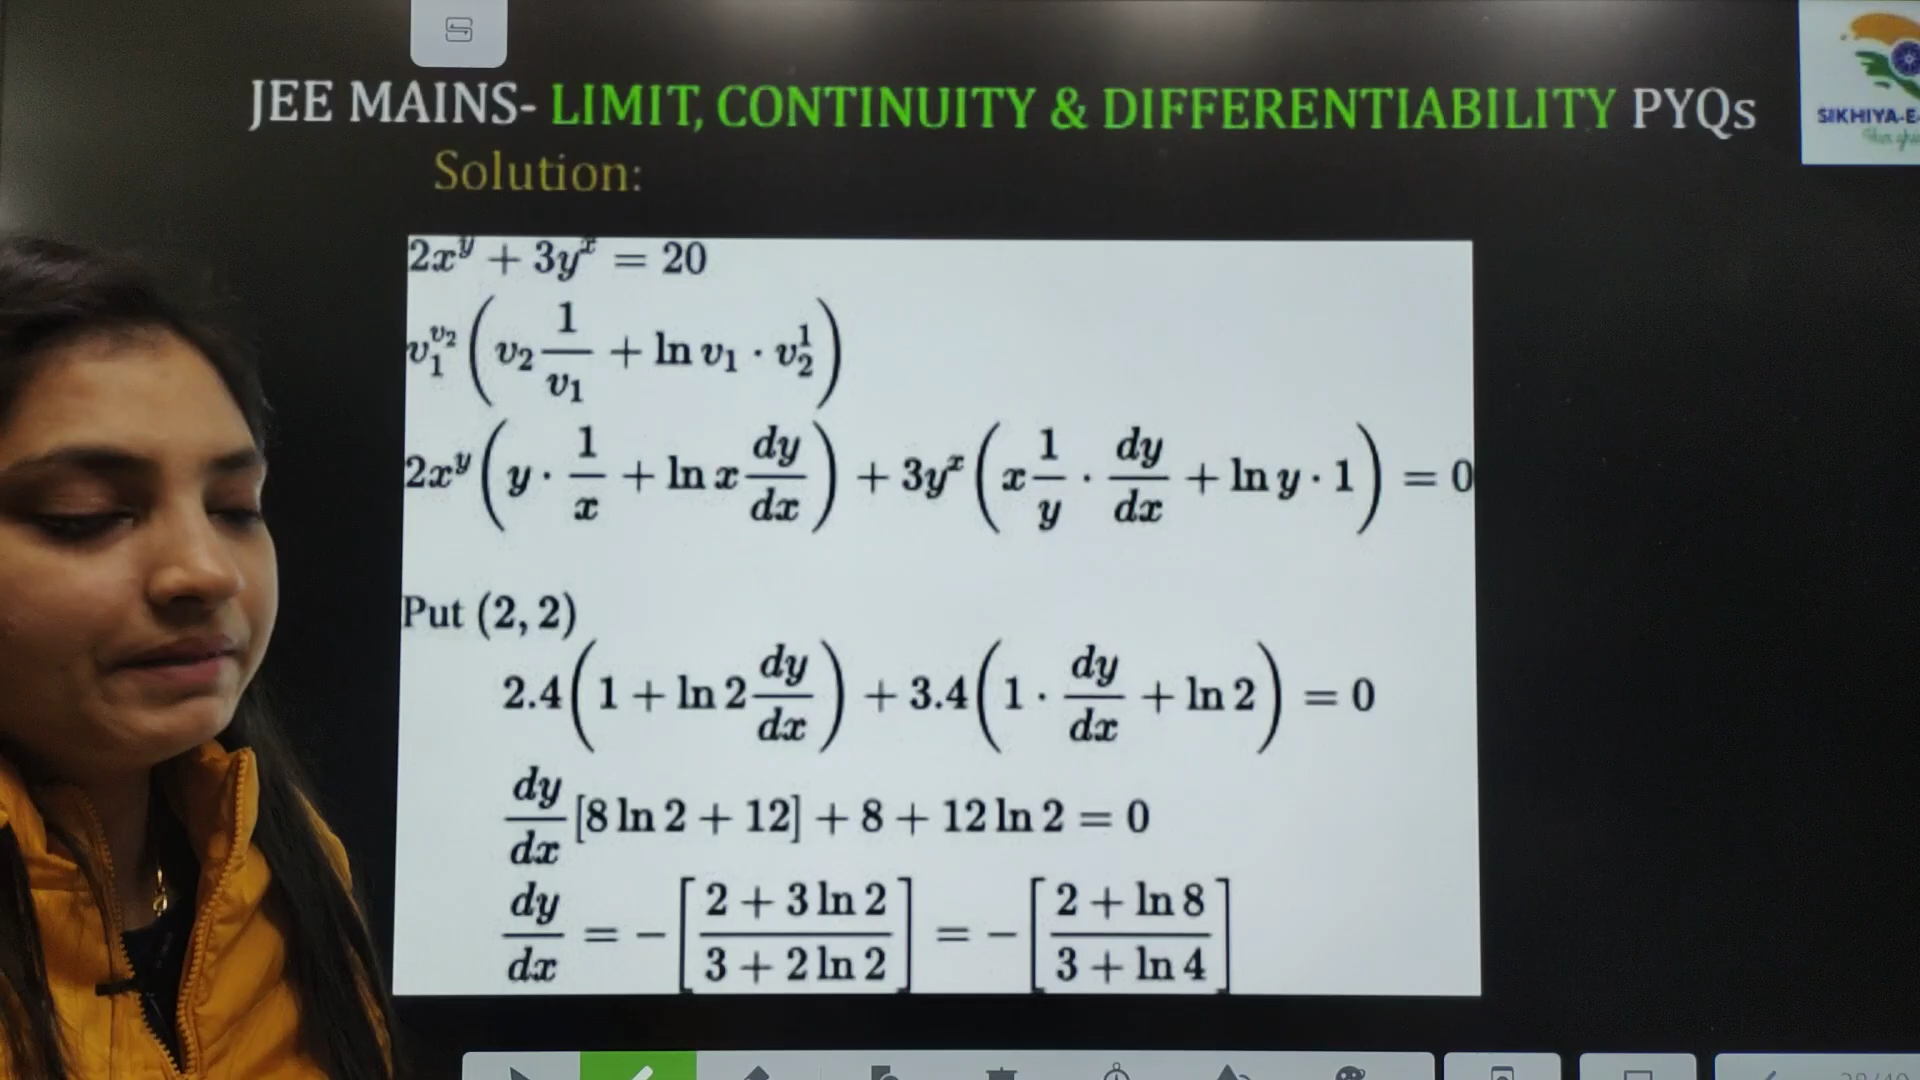 JEE MAINS- LIMIT, CONTINUITY & DIFFERENTIABILITY PYQs
SIKHIYA-E-
Solution:
2x^y + 3y^x = 20
v_1^{v_2} ( v_2 \frac{1}{v_1} + ln v_1 · v_2^1 )
2x^y ( y · \frac{1}{x} + ln x \frac{dy}{dx} ) + 3y^x ( x \frac{1}{y} · \frac{dy}{dx} + ln y · 1 ) = 0
Put (2, 2)
2.4 ( 1 + ln 2 \frac{dy}{dx} ) + 3.4 ( 1 · \frac{dy}{dx} + ln 2 ) = 0
\frac{dy}{dx} [8 ln 2 + 12] + 8 + 12 ln 2 = 0
\frac{dy}{dx} = - [ \frac{2 + 3 ln 2}{3 + 2 ln 2} ] = - [ \frac{2 + ln 8}{3 + ln 4} ]